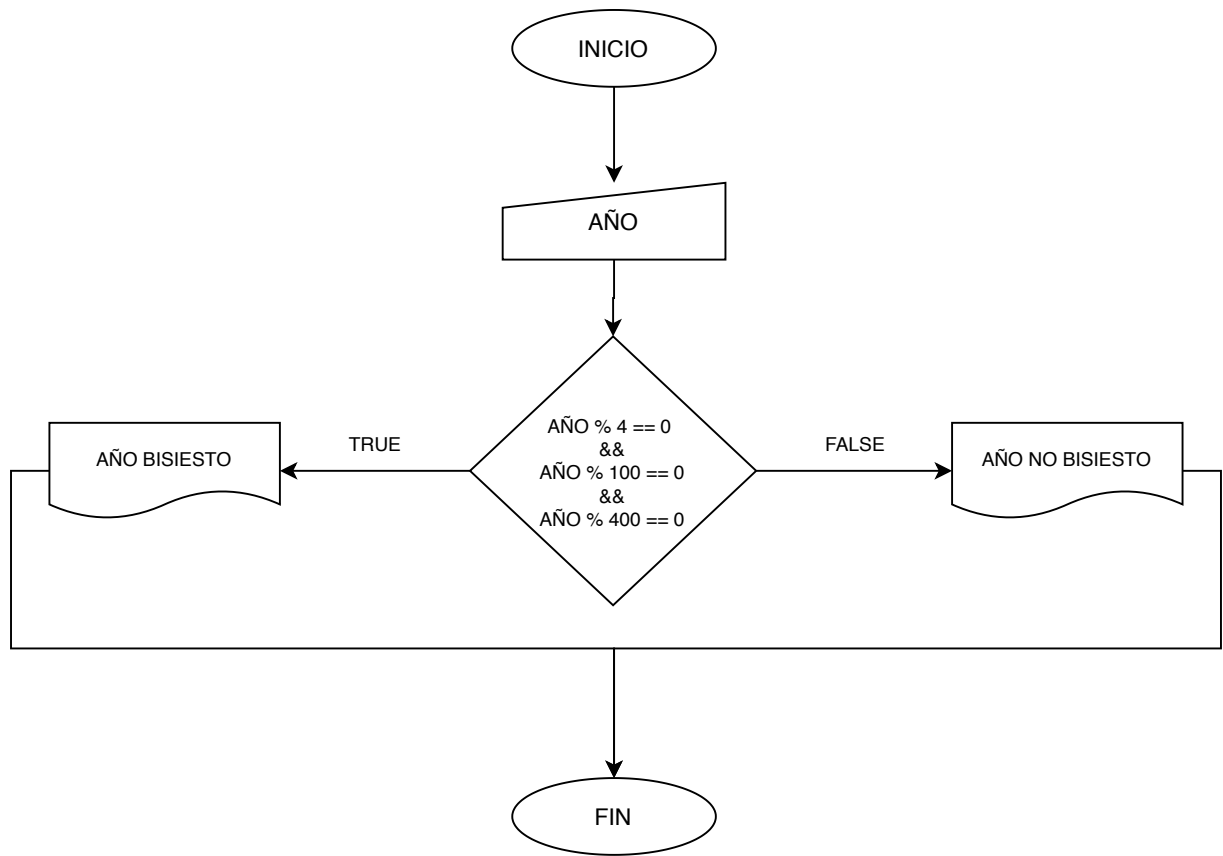 INICIO
AÑO
AÑO % 4 == 0
&&
AÑO % 100 == 0
&&
AÑO % 400 == 0
TRUE
FALSE
AÑO BISIESTO
AÑO NO BISIESTO
FIN